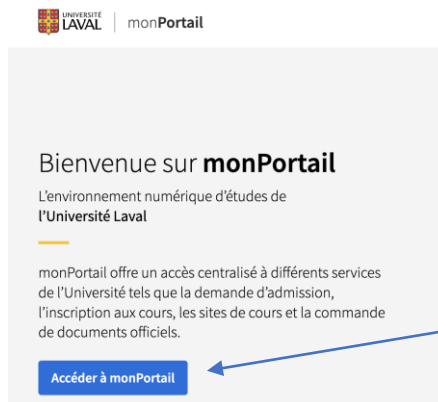 UNIVERSITÉ
LAVAL
monPortail
Bienvenue sur monPortail
L'environnement numérique d'études de
l'Université Laval
monPortail offre un accès centralisé à différents services
de l'Université tels que la demande d'admission,
l'inscription aux cours, les sites de cours et la commande
de documents officiels.
Accéder à monPortail